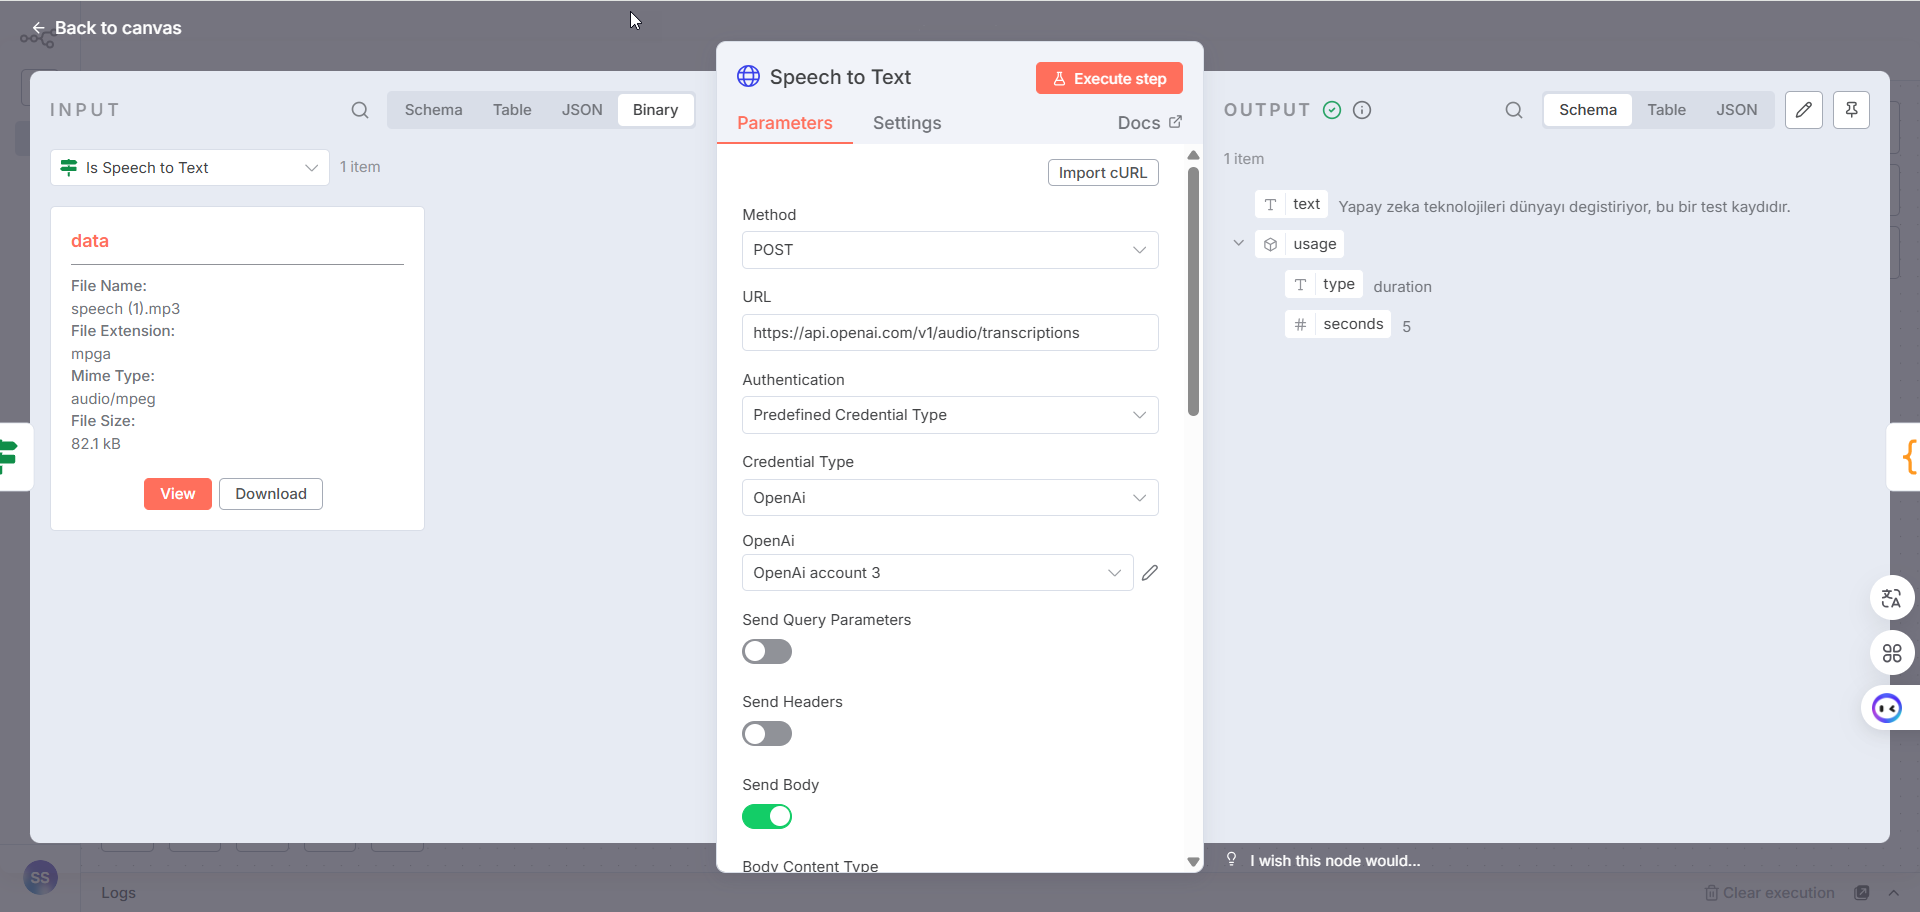 Back to canvas
INPUT
Schema
Table
JSON
Binary
Is Speech to Text
1 item
data
File Name:
speech (1).mp3
File Extension:
mpga
Mime Type:
audio/mpeg
File Size:
82.1 kB
View
Download
Speech to Text
Execute step
Parameters
Settings
Docs
Import cURL
Method
POST
URL
https://api.openai.com/v1/audio/transcriptions
Authentication
Predefined Credential Type
Credential Type
OpenAi
OpenAi
OpenAi account 3
Send Query Parameters
Send Headers
Send Body
Body Content Type
OUTPUT
Schema
Table
JSON
1 item
T text Yapay zeka teknolojileri dünyayı degistiriyor, bu bir test kaydıdır.
usage
T type duration
# seconds 5
I wish this node would...
SS
Logs
Clear execution